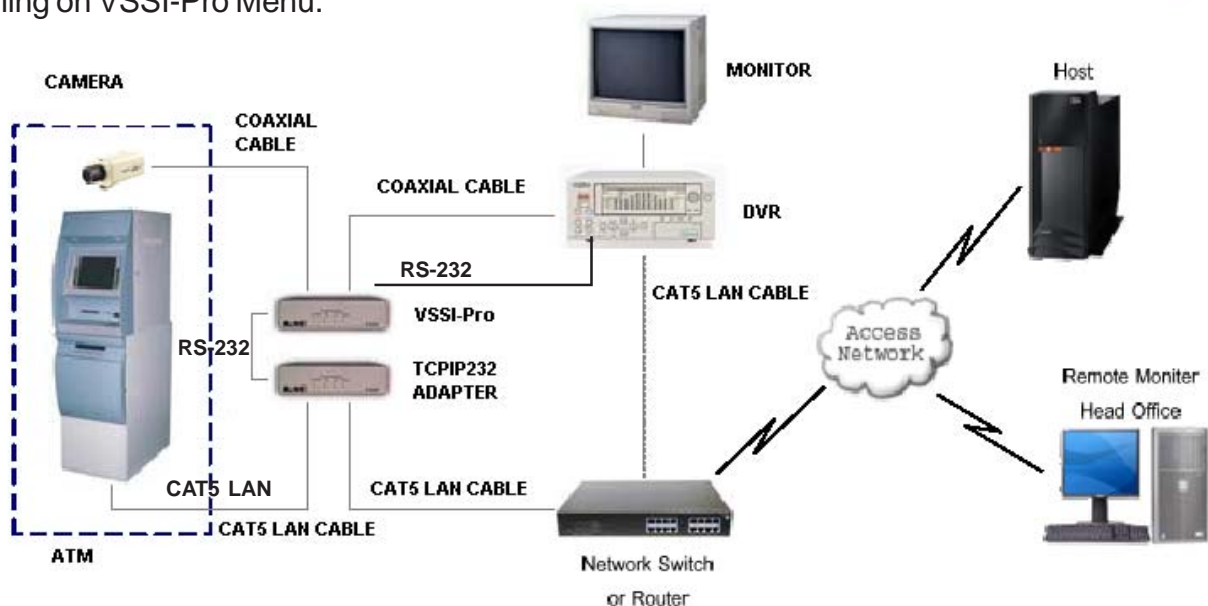 ling on VSSI-Pro Menu.
CAMERA
COAXIAL
CABLE
MONITOR
Host
COAXIAL CABLE
DVR
RS-232
CAT5 LAN CABLE
VSSI-Pro
RS-232
TCPIP232
ADAPTER
Access
Network
Remote Moniter
Head Office
CAT5 LAN
CAT5 LAN CABLE
CAT5 LAN CABLE
ATM
Network Switch
or Router